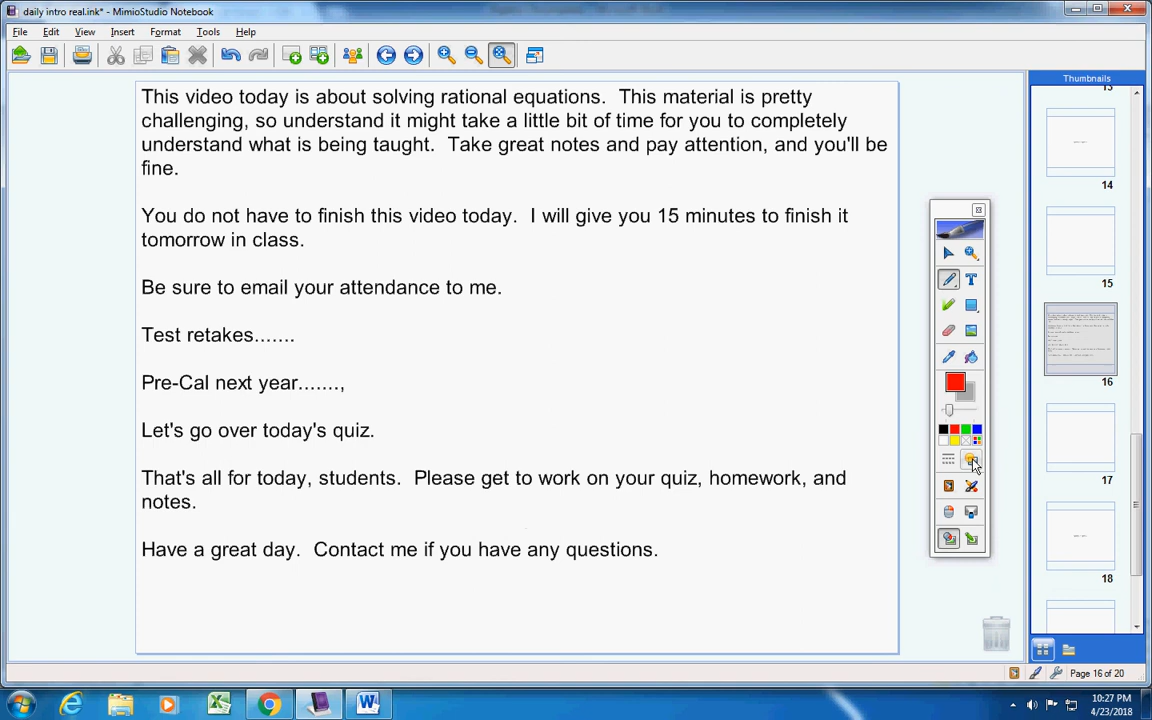 daily intro real.ink* - MimioStudio Notebook
File Edit View Insert Format Tools Help
This video today is about solving rational equations.  This material is pretty
challenging, so understand it might take a little bit of time for you to completely
understand what is being taught.  Take great notes and pay attention, and you'll be
fine.
You do not have to finish this video today.  I will give you 15 minutes to finish it
tomorrow in class.
Be sure to email your attendance to me.
Test retakes.......
Pre-Cal next year.......,
Let's go over today's quiz.
That's all for today, students.  Please get to work on your quiz, homework, and
notes.
Have a great day.  Contact me if you have any questions.
Thumbnails
13
14
15
16
17
18
Page 16 of 20
10:27 PM
4/23/2018